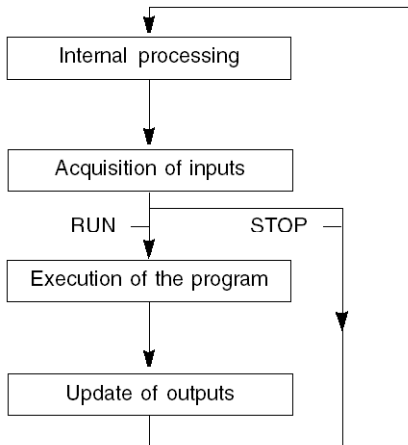 Internal processing
Acquisition of inputs
RUN STOP
Execution of the program
Update of outputs